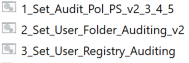 1_Set_Audit_Pol_PS_v2_3_4_5
2_Set_User_Folder_Auditing_v2
3_Set_User_Registry_Auditing